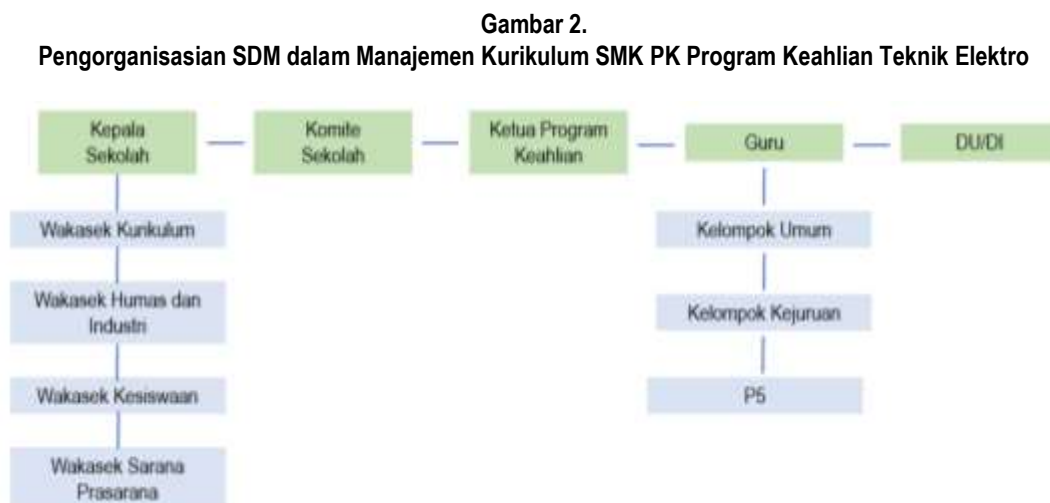 Gambar 2.
Pengorganisasian SDM dalam Manajemen Kurikulum SMK PK Program Keahlian Teknik Elektro
Kepala
Sekolah
Komite
Sekolah
Ketua Program
Keahlian
Guru
DU/DI
Wakasek Kurikulum
Wakasek Humas dan
Industri
Wakasek Kesiswaan
Wakasek Sarana
Prasarana
Kelompok Umum
Kelompok Kejuruan
P5